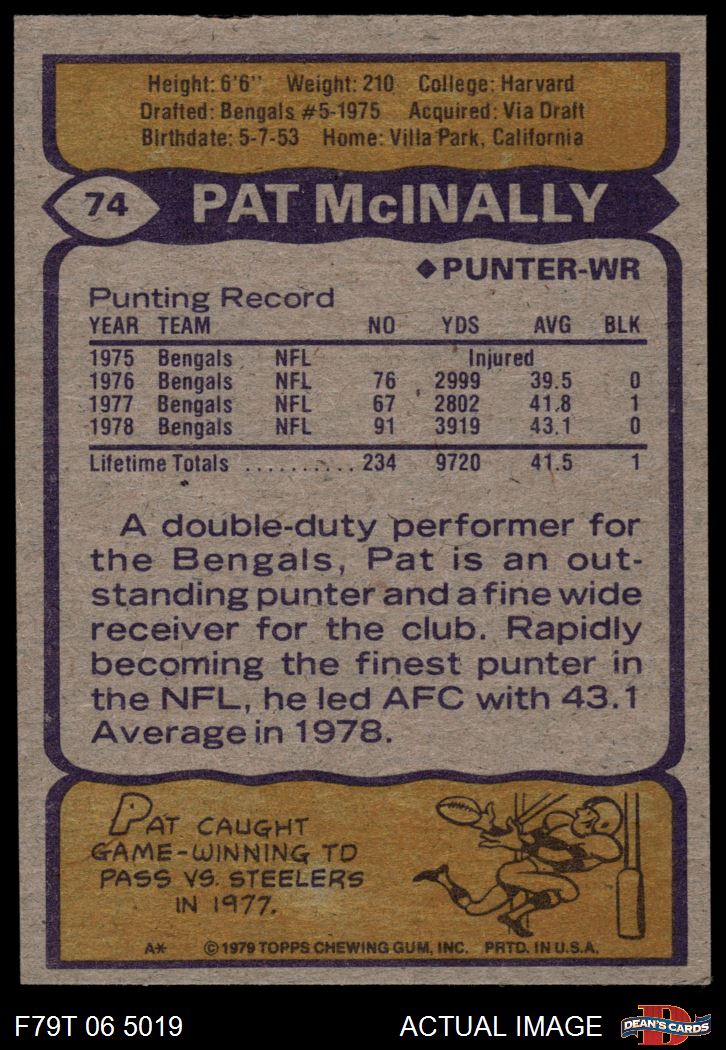 Height: 6'6" Weight: 210 College: Harvard
Drafted: Bengals #5-1975 Acquired: Via Draft
Birthdate: 5-7-53 Home: Villa Park, California
74 PAT McINALLY
◆PUNTER-WR
Punting Record
YEAR TEAM NO YDS AVG BLK
1975 Bengals NFL Injured
1976 Bengals NFL 76 2999 39.5 0
1977 Bengals NFL 67 2802 41.8 1
1978 Bengals NFL 91 3919 43.1 0
Lifetime Totals .......... 234 9720 41.5 1
A double-duty performer for
the Bengals, Pat is an out-
standing punter and a fine wide
receiver for the club. Rapidly
becoming the finest punter in
the NFL, he led AFC with 43.1
Average in 1978.
PAT CAUGHT
GAME-WINNING TD
PASS VS. STEELERS
IN 1977.
A* ©1979 TOPPS CHEWING GUM, INC. PRTD. IN U.S.A.
F79T 06 5019 ACTUAL IMAGE D DEAN'S CARDS